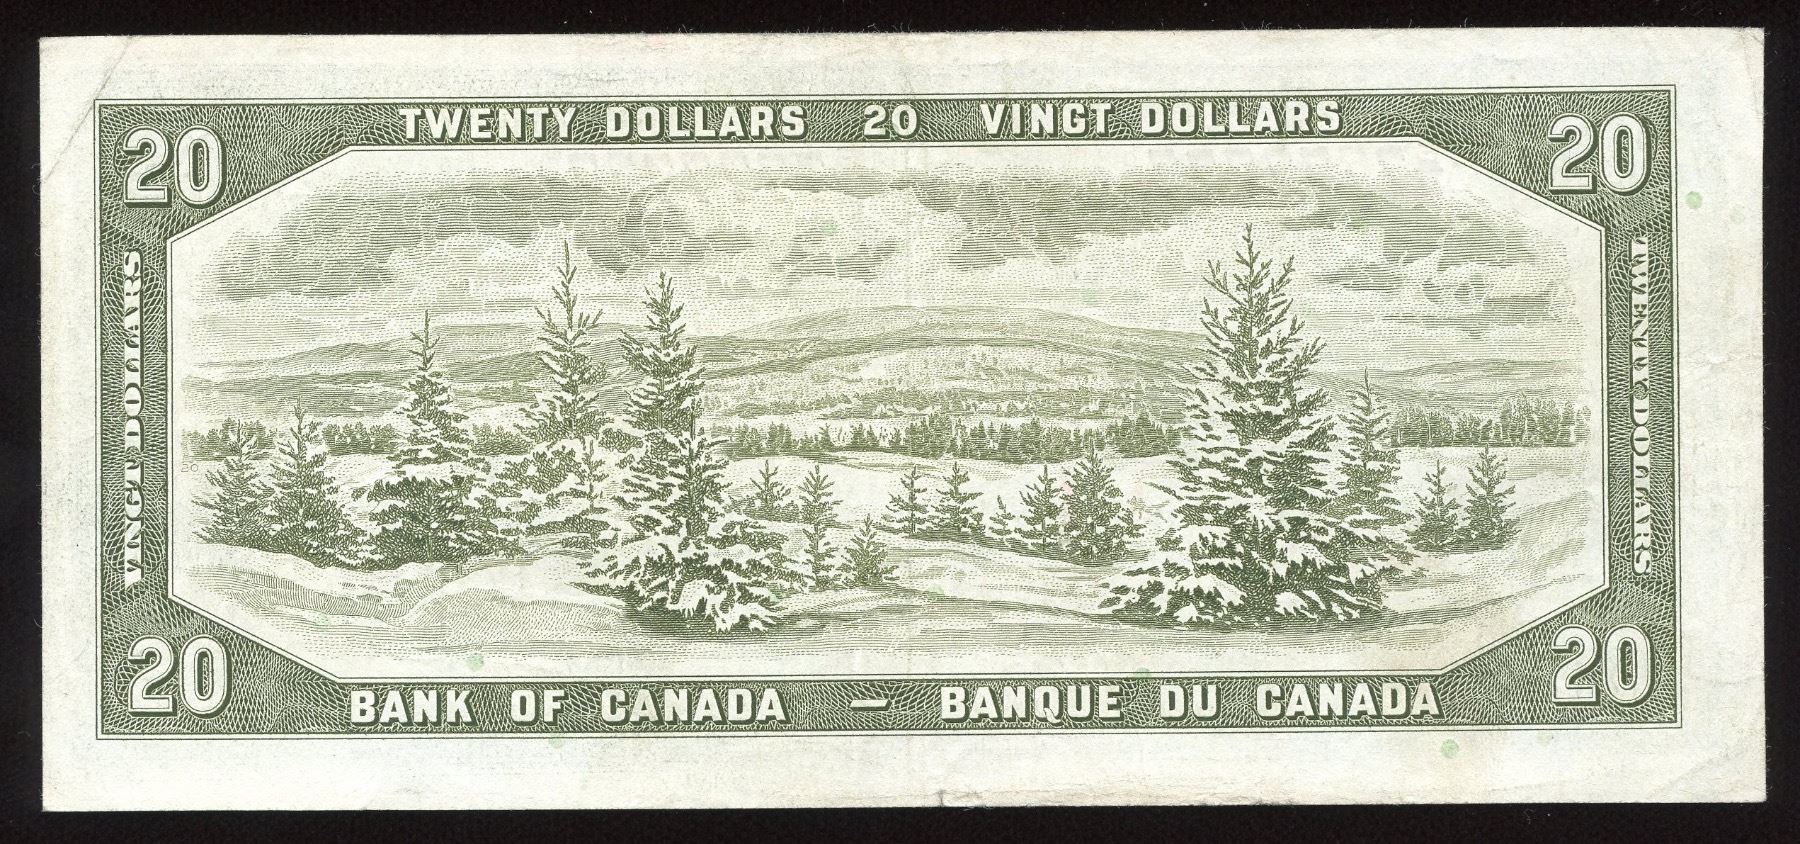 TWENTY DOLLARS 20 VINGT DOLLARS
20
20
VINGT DOLLARS
TWENTY DOLLARS
20
20
20
BANK OF CANADA — BANQUE DU CANADA